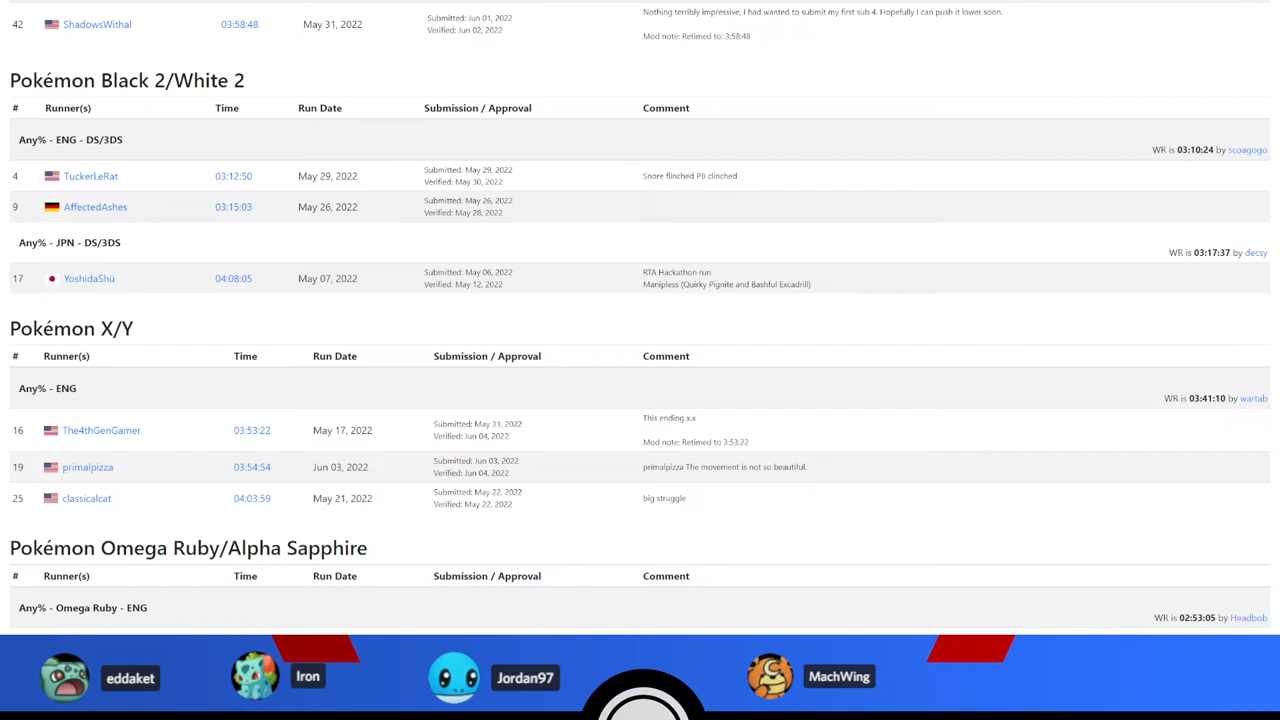 42 ShadowsWithal 03:58:48 May 31, 2022 Submitted: Jun 01, 2022 Nothing terribly impressive, I had wanted to submit my first sub 4. Hopefully I can push it lower soon.
Verified: Jun 02, 2022 Mod note: Retimed to: 3:58:48
Pokémon Black 2/White 2
# Runner(s) Time Run Date Submission / Approval Comment
Any% - ENG - DS/3DS
WR is 03:10:24 by scoagogo
4 TuckerLeRat 03:12:50 May 29, 2022 Submitted: May 29, 2022 Snore flinched PB clinched
Verified: May 30, 2022
9 AffectedAshes 03:15:03 May 26, 2022 Submitted: May 26, 2022
Verified: May 28, 2022
Any% - JPN - DS/3DS
WR is 03:17:37 by decsy
17 YoshidaShū 04:08:05 May 07, 2022 Submitted: May 06, 2022 RTA Hackathon run
Verified: May 12, 2022 Manipless (Quirky Pignite and Bashful Excadrill)
Pokémon X/Y
# Runner(s) Time Run Date Submission / Approval Comment
Any% - ENG
WR is 03:41:10 by wartab
16 The4thGenGamer 03:53:22 May 17, 2022 Submitted: May 31, 2022 This ending x.x
Verified: Jun 04, 2022 Mod note: Retimed to 3:53:22
19 primalpizza 03:54:54 Jun 03, 2022 Submitted: Jun 03, 2022 primalpizza The movement is not so beautiful.
Verified: Jun 04, 2022
25 classicalcat 04:03:59 May 21, 2022 Submitted: May 22, 2022 big struggle
Verified: May 22, 2022
Pokémon Omega Ruby/Alpha Sapphire
# Runner(s) Time Run Date Submission / Approval Comment
Any% - Omega Ruby - ENG
WR is 02:53:05 by Headbob
eddaket Iron Jordan97 MachWing